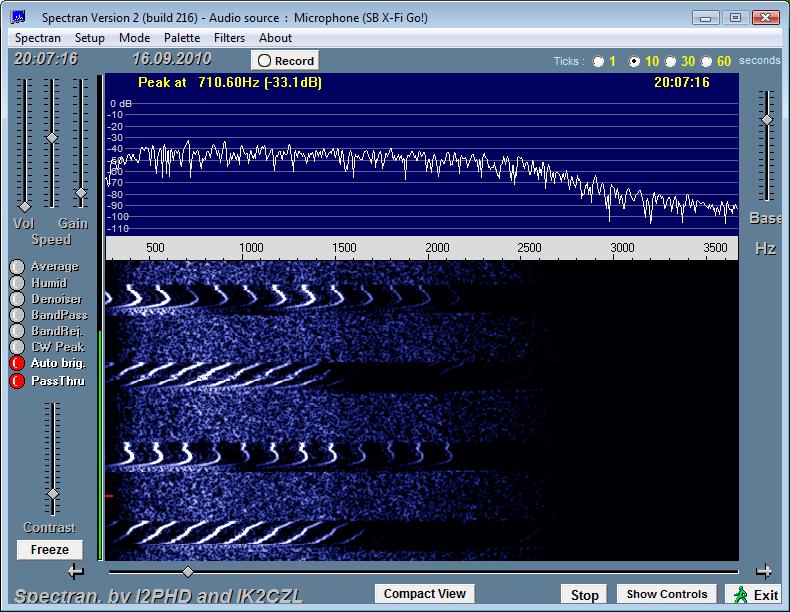 Spectran Version 2 (build 216) - Audio source : Microphone (SB X-Fi Go!)
Spectran Setup Mode Palette Filters About
20:07:16 16.09.2010 Record Ticks : 1 10 30 60 seconds
Peak at 710.60Hz (-33.1dB) 20:07:16
0 dB
-10
-20
-30
-40
-50
-60
-70
-80
-90
-100
-110
Vol Gain
Speed
Base
500 1000 1500 2000 2500 3000 3500 Hz
Average
Humid
Denoiser
BandPass
BandRej.
CW Peak
Auto brig.
PassThru
Contrast
Freeze
Spectran. by I2PHD and IK2CZL Compact View Stop Show Controls Exit